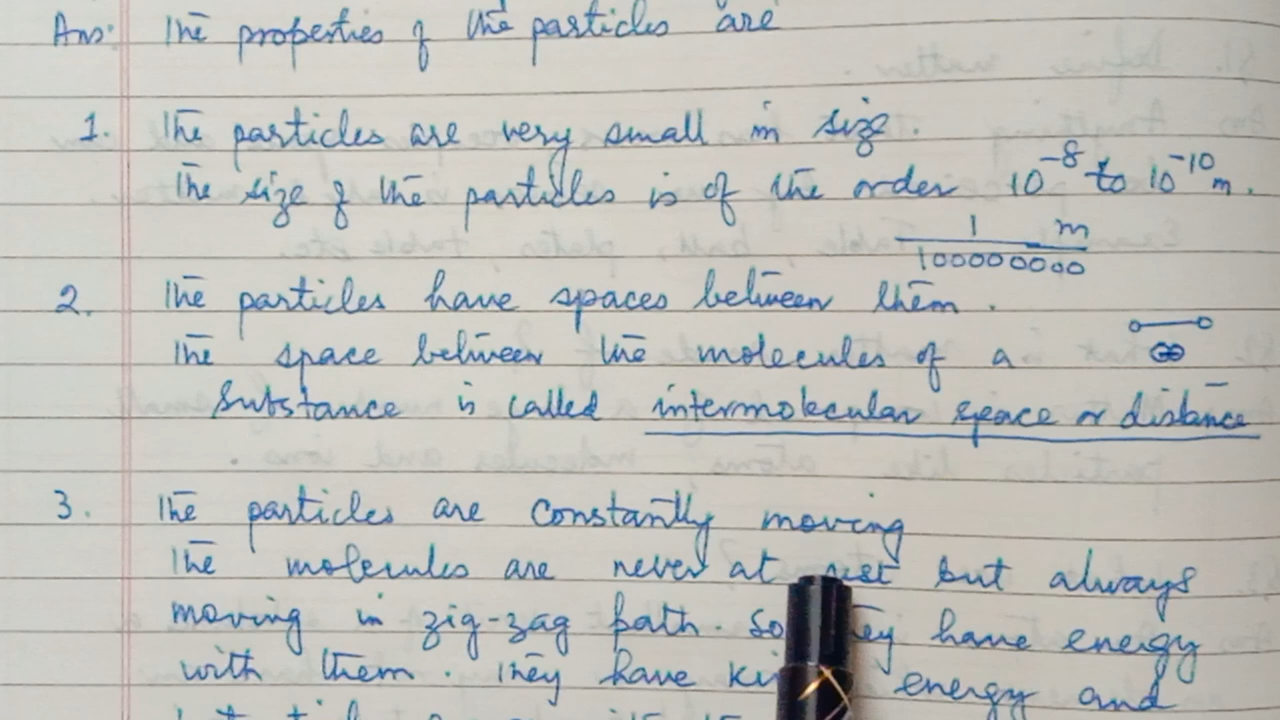 Ans: The properties of the particles are
1. The particles are very small in size.
The size of the particles is of the order 10⁻⁸ to 10⁻¹⁰ m.
1 m
100000000
2. The particles have spaces between them.
The space between the molecules of a
substance is called intermolecular space or distance
3. The particles are constantly moving
The molecules are never at rest but always
moving in zig-zag path. So they have energy
with them. They have energy and